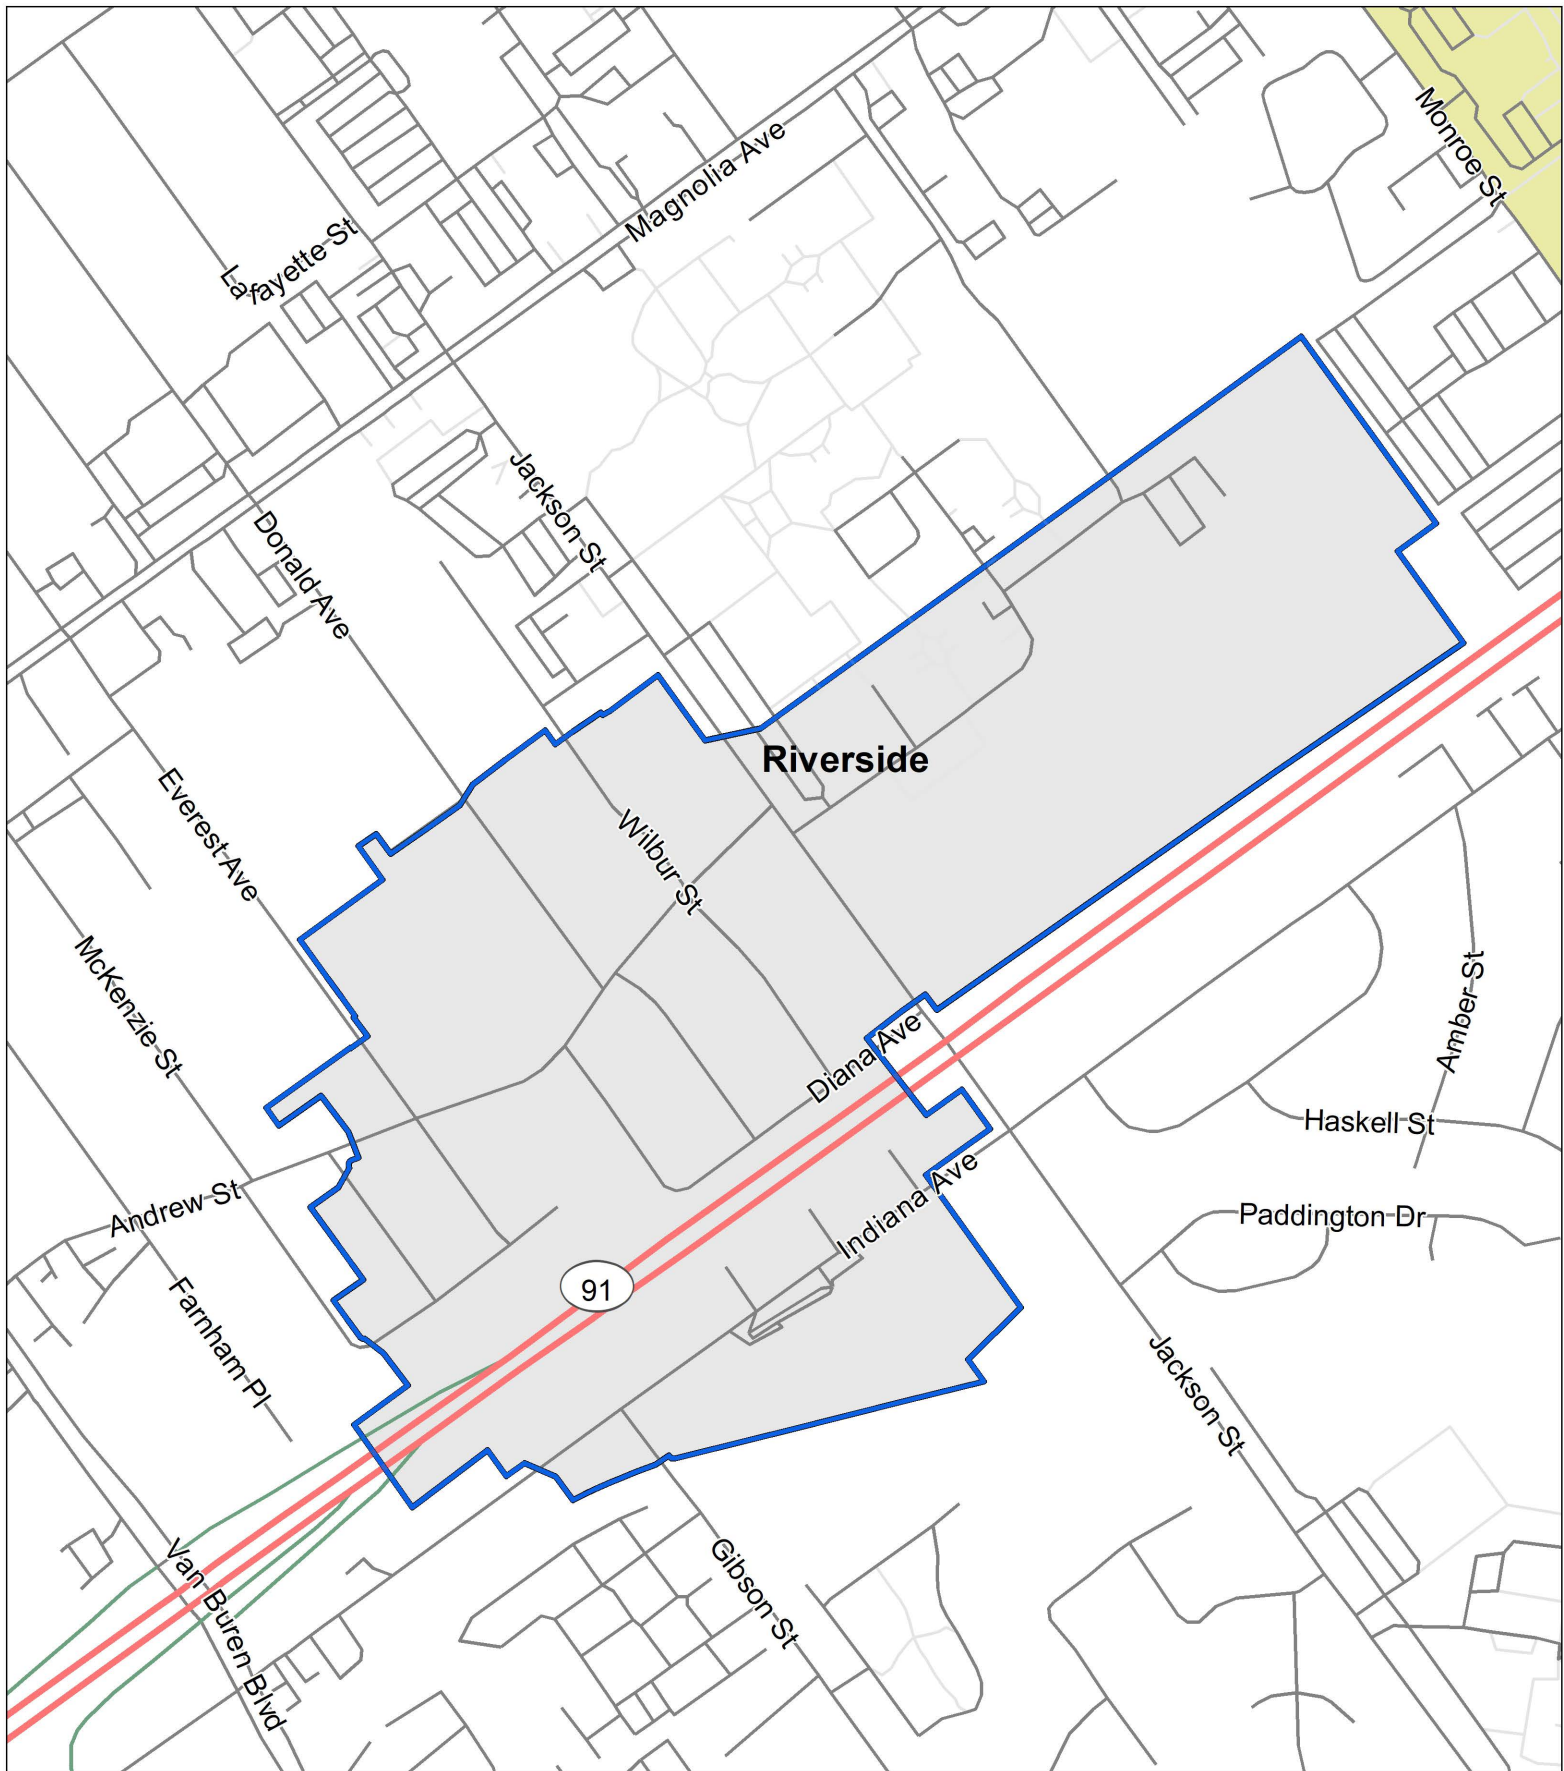 Monroe St
Magnolia Ave
Lafayette St
Jackson St
Donald Ave
Riverside
Everest Ave
Wilbur St
McKenzie St
Diana Ave
Amber St
Haskell St
Andrew St
Indiana Ave
Paddington Dr
91
Farnham Pl
Jackson St
Van Buren Blvd
Gibson St